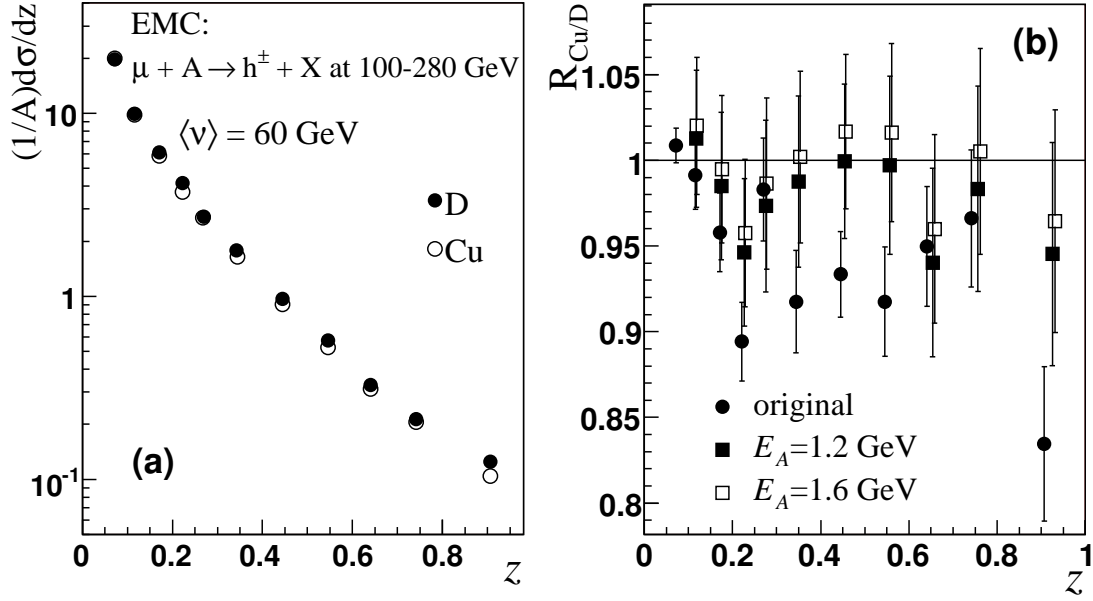 (1/A)dσ/dz
EMC:
μ + A → h± + X at 100-280 GeV
⟨ν⟩ = 60 GeV
D
Cu
(a)
10
1
10⁻¹
0 0.2 0.4 0.6 0.8
z
R_Cu/D
(b)
1.05
1
0.95
0.9
0.85
0.8
original
E_A=1.2 GeV
E_A=1.6 GeV
0 0.2 0.4 0.6 0.8 1
z